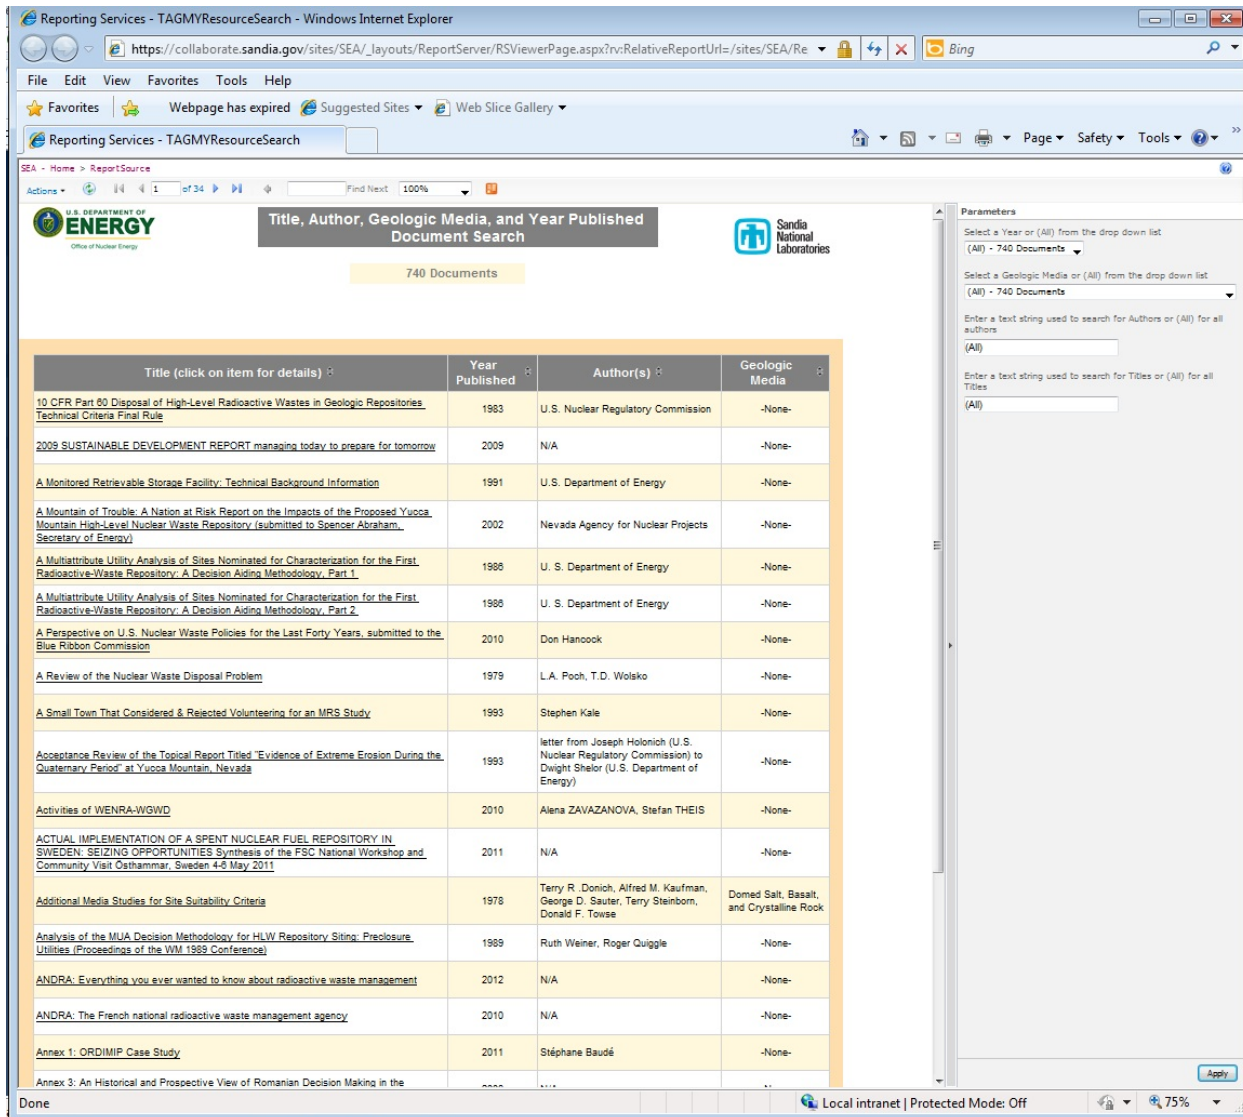 Reporting Services - TAGMYResourceSearch - Windows Internet Explorer
https://collaborate.sandia.gov/sites/SEA/_layouts/ReportServer/RSViewerPage.aspx?rv:RelativeReportUrl=/sites/SEA/Re
Bing
File Edit View Favorites Tools Help
Favorites Webpage has expired Suggested Sites Web Slice Gallery
Reporting Services - TAGMYResourceSearch
Page Safety Tools
SEA - Home > ReportSource
Actions 1 of 34 Find Next 100%
U.S. DEPARTMENT OF
ENERGY
Office of Nuclear Energy
Title, Author, Geologic Media, and Year Published
Document Search
740 Documents
Sandia
National
Laboratories
Parameters
Select a Year or (All) from the drop down list
(All) - 740 Documents
Select a Geologic Media or (All) from the drop down list
(All) - 740 Documents
Enter a text string used to search for Authors or (All) for all
authors
(All)
Enter a text string used to search for Titles or (All) for all
Titles
(All)
Title (click on item for details)
Year
Published
Author(s)
Geologic
Media
10 CFR Part 60 Disposal of High-Level Radioactive Wastes in Geologic Repositories
Technical Criteria Final Rule
1983
U.S. Nuclear Regulatory Commission
-None-
2009 SUSTAINABLE DEVELOPMENT REPORT managing today to prepare for tomorrow
2009
N/A
-None-
A Monitored Retrievable Storage Facility: Technical Background Information
1991
U.S. Department of Energy
-None-
A Mountain of Trouble: A Nation at Risk Report on the Impacts of the Proposed Yucca
Mountain High-Level Nuclear Waste Repository (submitted to Spencer Abraham,
Secretary of Energy)
2002
Nevada Agency for Nuclear Projects
-None-
A Multiattribute Utility Analysis of Sites Nominated for Characterization for the First
Radioactive-Waste Repository: A Decision Aiding Methodology, Part 1
1986
U. S. Department of Energy
-None-
A Multiattribute Utility Analysis of Sites Nominated for Characterization for the First
Radioactive-Waste Repository: A Decision Aiding Methodology, Part 2
1986
U. S. Department of Energy
-None-
A Perspective on U.S. Nuclear Waste Policies for the Last Forty Years, submitted to the
Blue Ribbon Commission
2010
Don Hancock
-None-
A Review of the Nuclear Waste Disposal Problem
1979
L.A. Poch, T.D. Wolsko
-None-
A Small Town That Considered & Rejected Volunteering for an MRS Study
1993
Stephen Kale
-None-
Acceptance Review of the Topical Report Titled "Evidence of Extreme Erosion During the
Quaternary Period" at Yucca Mountain, Nevada
1993
letter from Joseph Holonich (U.S.
Nuclear Regulatory Commission) to
Dwight Shelor (U.S. Department of
Energy)
-None-
Activities of WENRA-WGWD
2010
Alena ZAVAZANOVA, Stefan THEIS
-None-
ACTUAL IMPLEMENTATION OF A SPENT NUCLEAR FUEL REPOSITORY IN
SWEDEN: SEIZING OPPORTUNITIES Synthesis of the FSC National Workshop and
Community Visit Östhammar, Sweden 4-6 May 2011
2011
N/A
-None-
Additional Media Studies for Site Suitability Criteria
1978
Terry R .Donich, Alfred M. Kaufman,
George D. Sauter, Terry Steinborn,
Donald F. Towse
Domed Salt, Basalt,
and Crystalline Rock
Analysis of the MUA Decision Methodology for HLW Repository Siting: Preclosure
Utilities (Proceedings of the WM 1989 Conference)
1989
Ruth Weiner, Roger Quiggle
-None-
ANDRA: Everything you ever wanted to know about radioactive waste management
2012
N/A
-None-
ANDRA: The French national radioactive waste management agency
2010
N/A
-None-
Annex 1: ORDIMIP Case Study
2011
Stéphane Baudé
-None-
Annex 3: An Historical and Prospective View of Romanian Decision Making in the
Apply
Done
Local intranet | Protected Mode: Off
75%